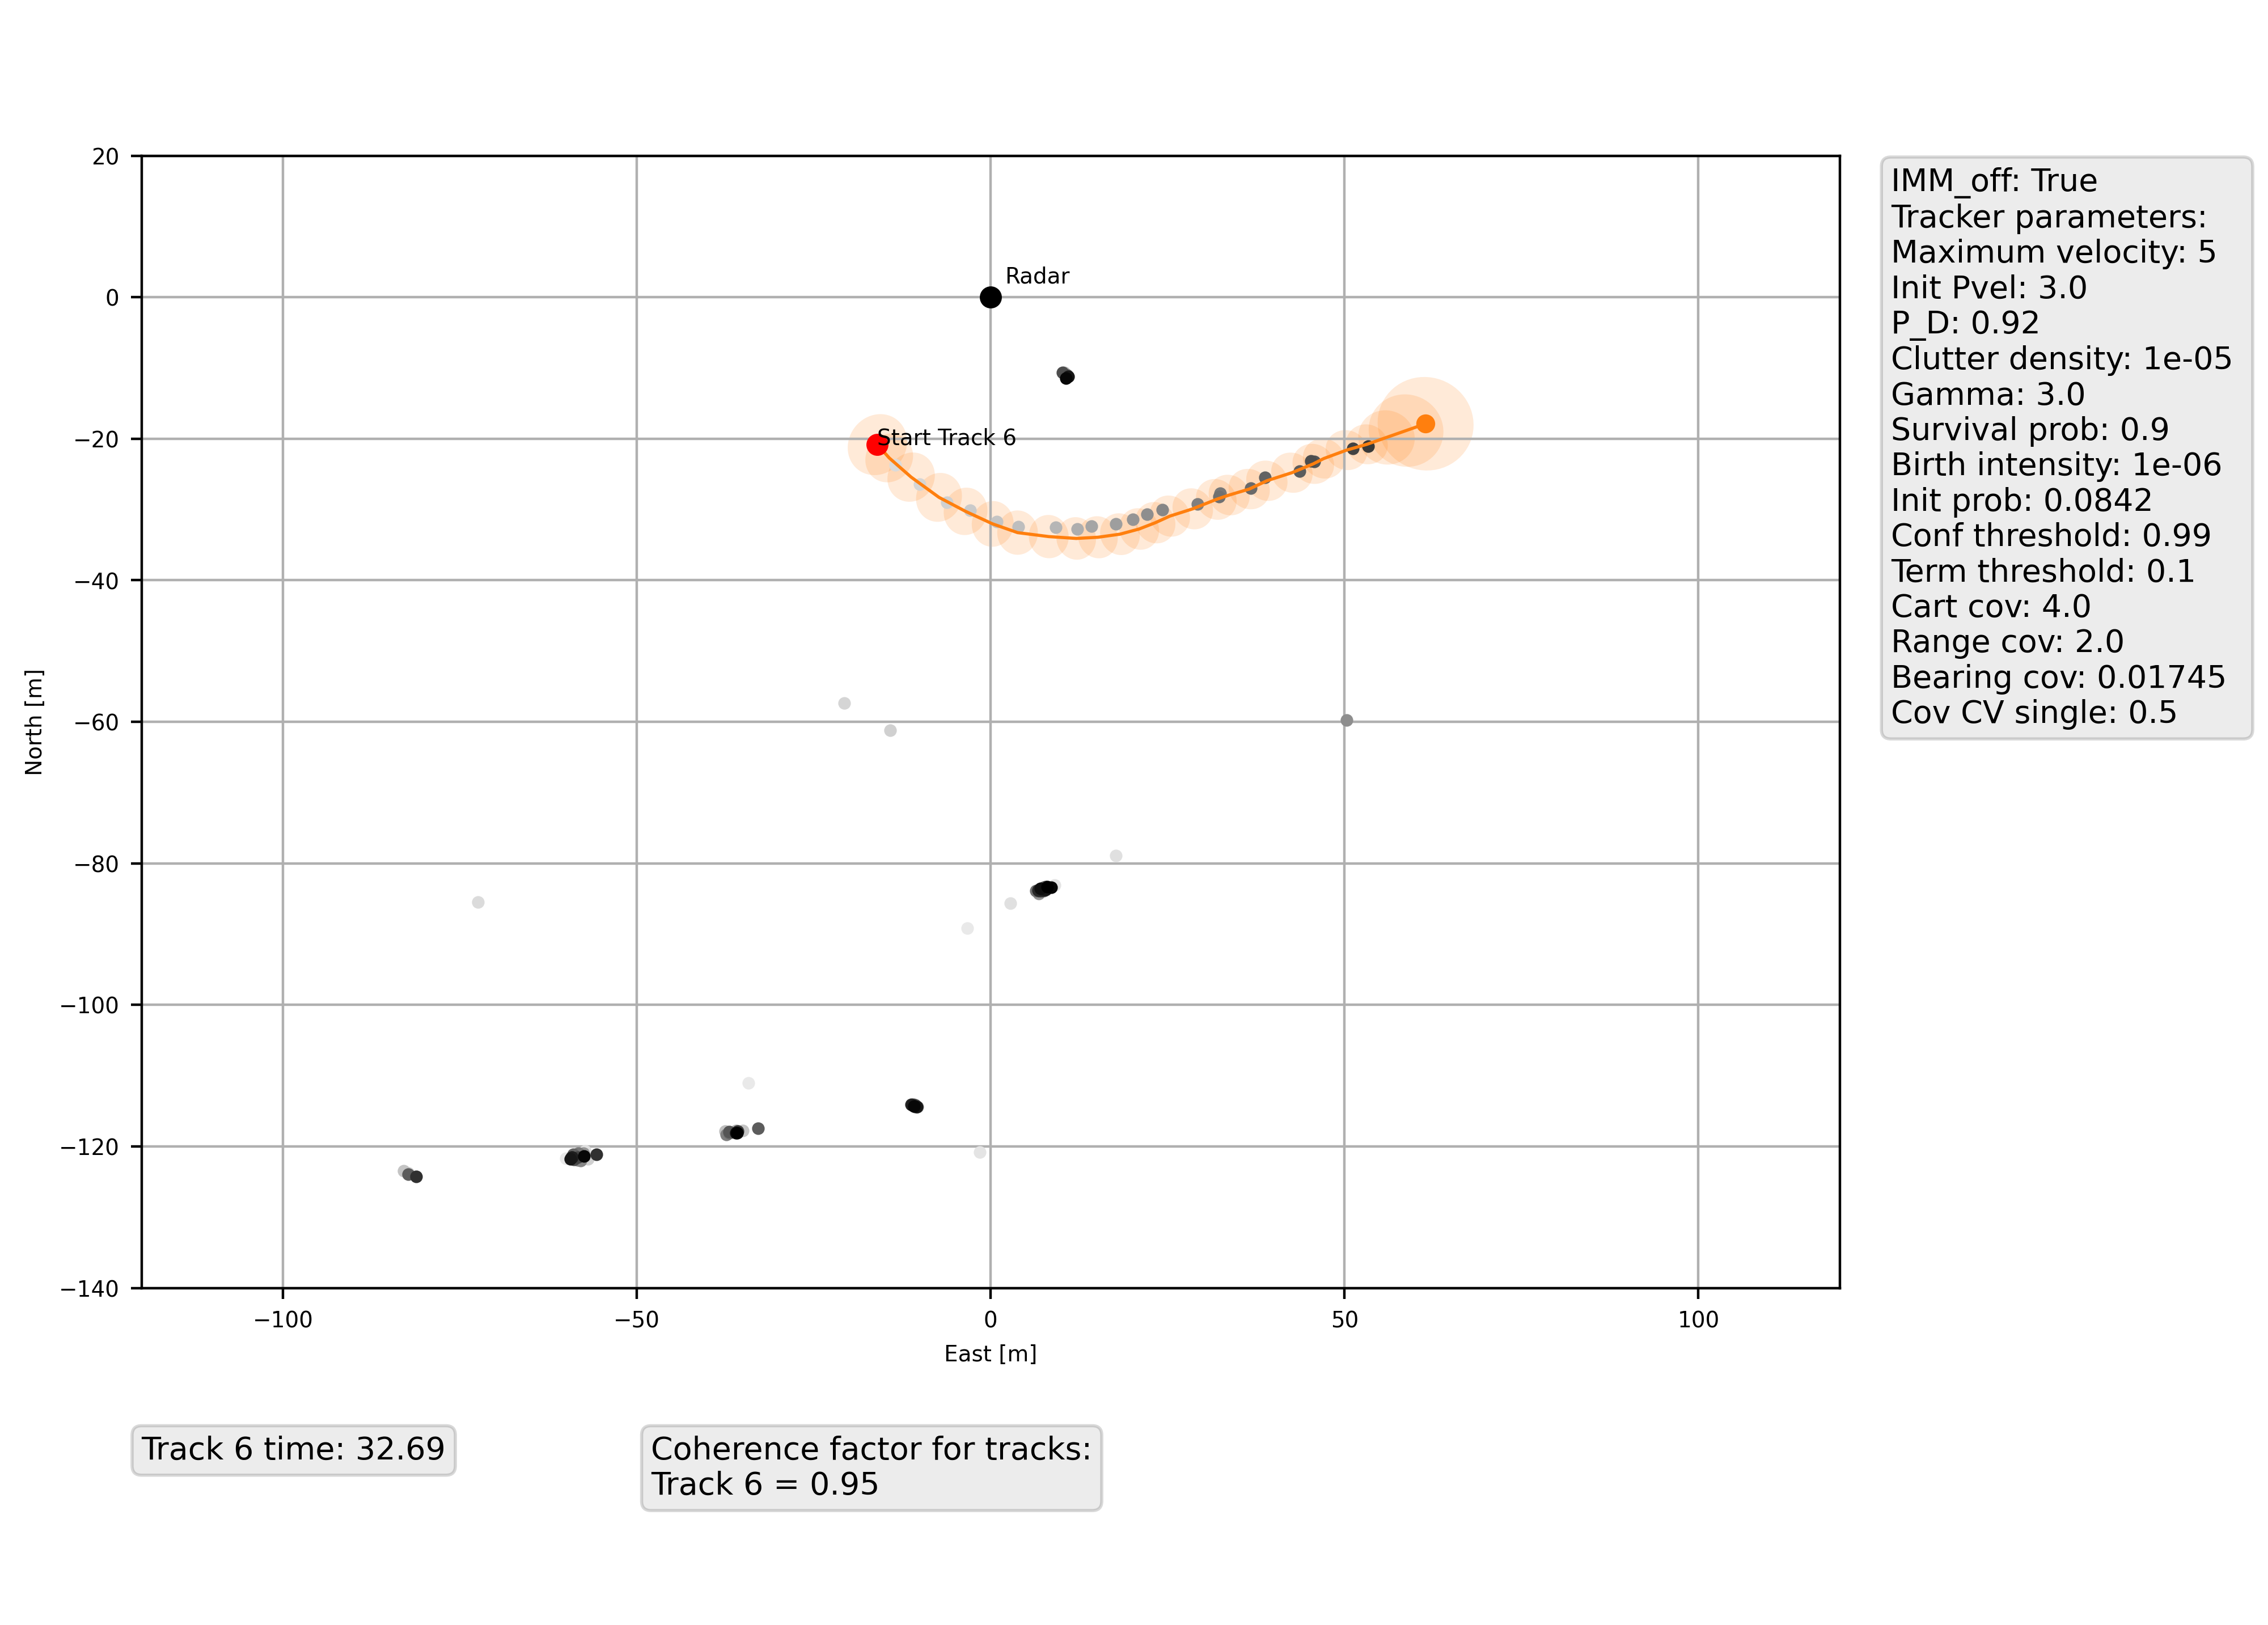 20
0
−20
−40
−60
−80
−100
−120
−140
North [m]
Radar
Start Track 6
−100
−50
0
50
100
East [m]
IMM_off: True
Tracker parameters:
Maximum velocity: 5
Init Pvel: 3.0
P_D: 0.92
Clutter density: 1e-05
Gamma: 3.0
Survival prob: 0.9
Birth intensity: 1e-06
Init prob: 0.0842
Conf threshold: 0.99
Term threshold: 0.1
Cart cov: 4.0
Range cov: 2.0
Bearing cov: 0.01745
Cov CV single: 0.5
Track 6 time: 32.69
Coherence factor for tracks:
Track 6 = 0.95